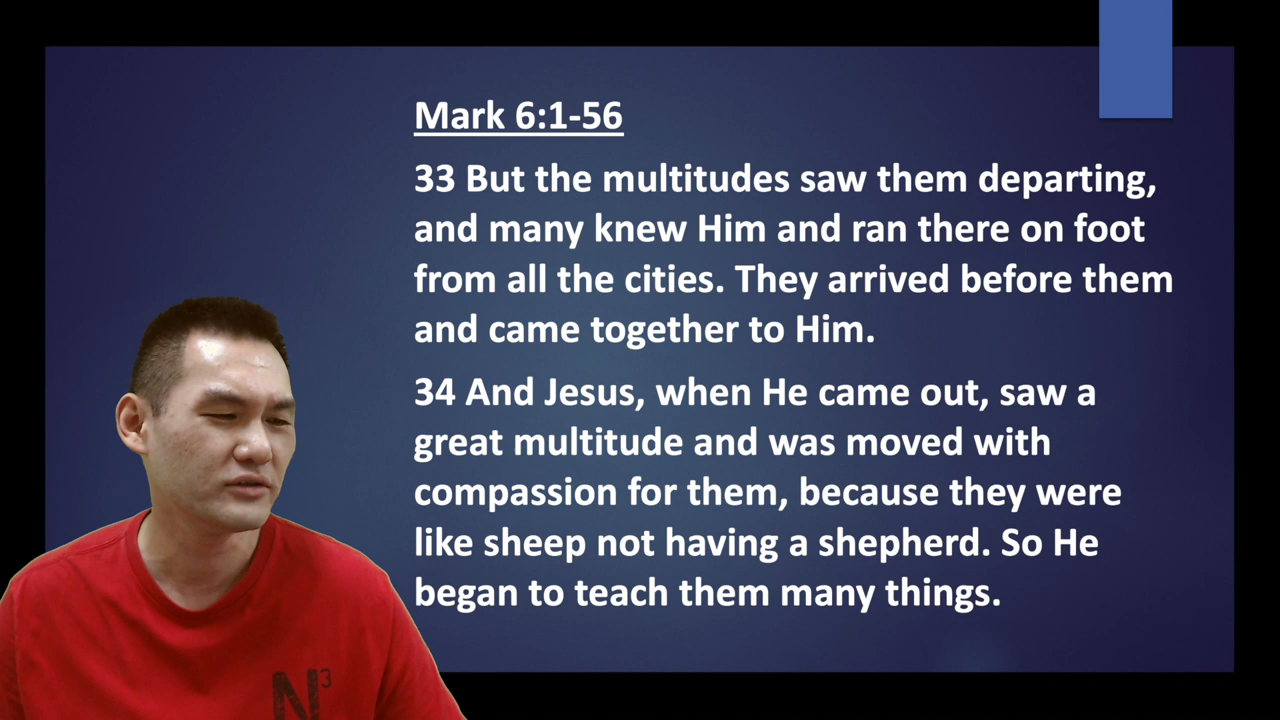 Mark 6:1-56
33 But the multitudes saw them departing,
and many knew Him and ran there on foot
from all the cities. They arrived before them
and came together to Him.
34 And Jesus, when He came out, saw a
great multitude and was moved with
compassion for them, because they were
like sheep not having a shepherd. So He
began to teach them many things.
N³